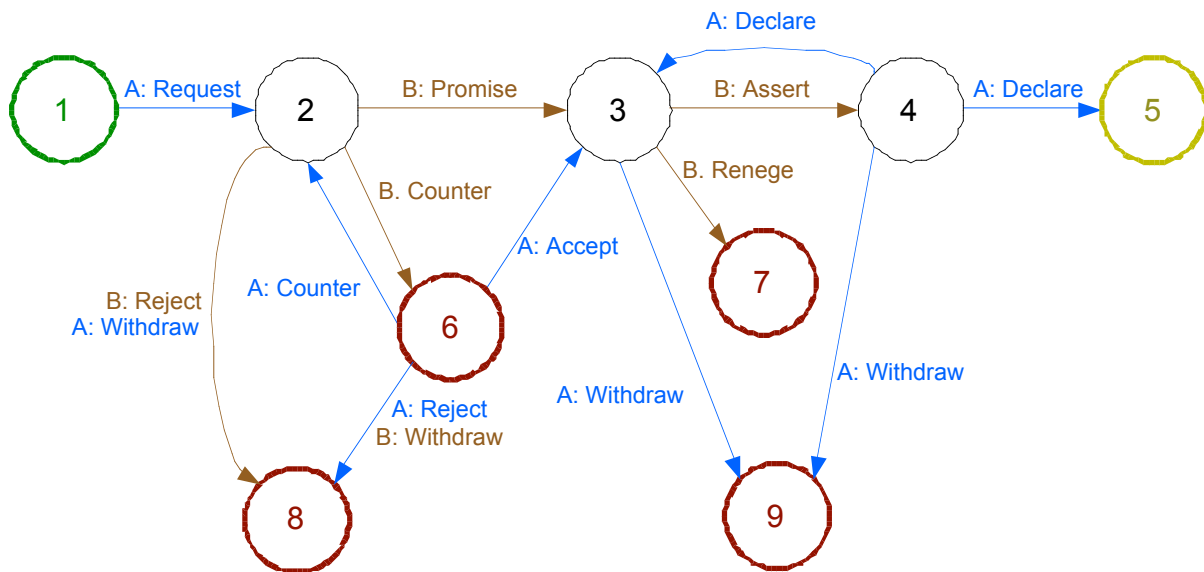 A: Declare
A: Request
B: Promise
B: Assert
A: Declare
1
2
3
4
5
B. Counter
B. Renege
A: Accept
A: Counter
7
B: Reject
A: Withdraw
6
A: Withdraw
A: Withdraw
A: Reject
B: Withdraw
8
9